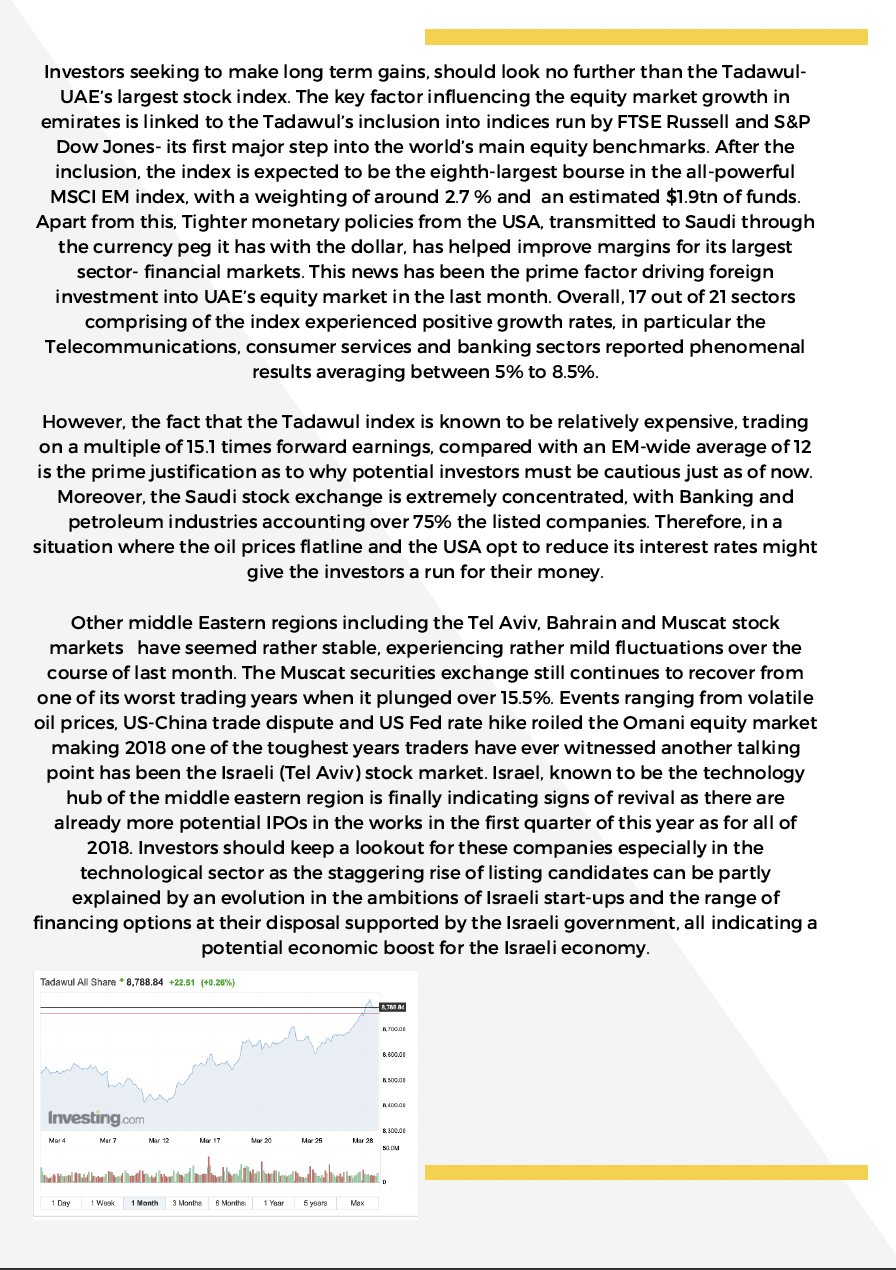 Investors seeking to make long term gains, should look no further than the Tadawul-
UAE's largest stock index. The key factor influencing the equity market growth in
emirates is linked to the Tadawul's inclusion into indices run by FTSE Russell and S&P
Dow Jones- its first major step into the world's main equity benchmarks. After the
inclusion, the index is expected to be the eighth-largest bourse in the all-powerful
MSCI EM index, with a weighting of around 2.7 % and  an estimated $1.9tn of funds.
Apart from this, Tighter monetary policies from the USA, transmitted to Saudi through
the currency peg it has with the dollar, has helped improve margins for its largest
sector- financial markets. This news has been the prime factor driving foreign
investment into UAE's equity market in the last month. Overall, 17 out of 21 sectors
comprising of the index experienced positive growth rates, in particular the
Telecommunications, consumer services and banking sectors reported phenomenal
results averaging between 5% to 8.5%.
However, the fact that the Tadawul index is known to be relatively expensive, trading
on a multiple of 15.1 times forward earnings, compared with an EM-wide average of 12
is the prime justification as to why potential investors must be cautious just as of now.
Moreover, the Saudi stock exchange is extremely concentrated, with Banking and
petroleum industries accounting over 75% the listed companies. Therefore, in a
situation where the oil prices flatline and the USA opt to reduce its interest rates might
give the investors a run for their money.
Other middle Eastern regions including the Tel Aviv, Bahrain and Muscat stock
markets  have seemed rather stable, experiencing rather mild fluctuations over the
course of last month. The Muscat securities exchange still continues to recover from
one of its worst trading years when it plunged over 15.5%. Events ranging from volatile
oil prices, US-China trade dispute and US Fed rate hike roiled the Omani equity market
making 2018 one of the toughest years traders have ever witnessed another talking
point has been the Israeli (Tel Aviv) stock market. Israel, known to be the technology
hub of the middle eastern region is finally indicating signs of revival as there are
already more potential IPOs in the works in the first quarter of this year as for all of
2018. Investors should keep a lookout for these companies especially in the
technological sector as the staggering rise of listing candidates can be partly
explained by an evolution in the ambitions of Israeli start-ups and the range of
financing options at their disposal supported by the Israeli government, all indicating a
potential economic boost for the Israeli economy.
Tadawul All Share 8,788.84 +22.51 (+0.26%)
8,788.84
8,700.00
8,600.00
8,500.00
8,400.00
Investing.com
8,300.00
Mar 4 Mar 7 Mar 12 Mar 17 Mar 20 Mar 25 Mar 28
50.0M
0
1 Day 1 Week 1 Month 3 Months 6 Months 1 Year 5 years Max